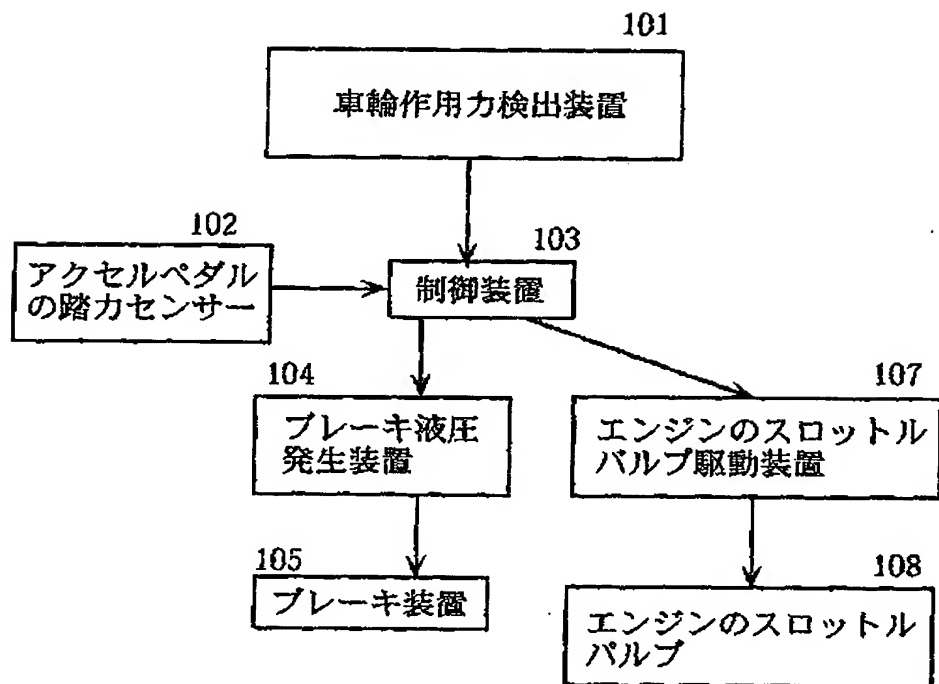 101
車輪作用力検出装置
102
アクセルペダル
の踏力センサー
103
制御装置
104
ブレーキ液圧
発生装置
107
エンジンのスロットル
バルブ駆動装置
105
ブレーキ装置
108
エンジンのスロットル
バルブ